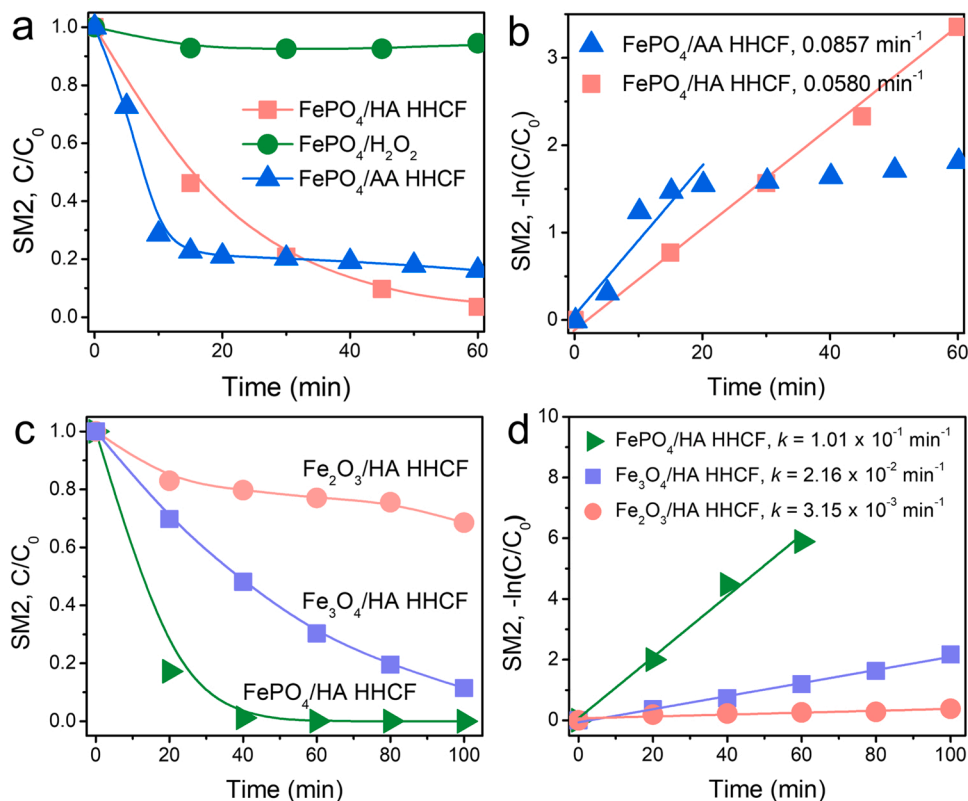 a
SM2, C/C₀
1.0
0.8
0.6
0.4
0.2
0.0
FePO₄/HA HHCF
FePO₄/H₂O₂
FePO₄/AA HHCF
0 20 40 60
Time (min)
b
SM2, -ln(C/C₀)
3
2
1
0
FePO₄/AA HHCF, 0.0857 min⁻¹
FePO₄/HA HHCF, 0.0580 min⁻¹
0 10 20 30 40 50 60
Time (min)
c
SM2, C/C₀
1.0
0.8
0.6
0.4
0.2
0.0
Fe₂O₃/HA HHCF
Fe₃O₄/HA HHCF
FePO₄/HA HHCF
0 20 40 60 80 100
Time (min)
d
SM2, -ln(C/C₀)
10
8
6
4
2
0
FePO₄/HA HHCF, k = 1.01 x 10⁻¹ min⁻¹
Fe₃O₄/HA HHCF, k = 2.16 x 10⁻² min⁻¹
Fe₂O₃/HA HHCF, k = 3.15 x 10⁻³ min⁻¹
0 20 40 60 80 100
Time (min)